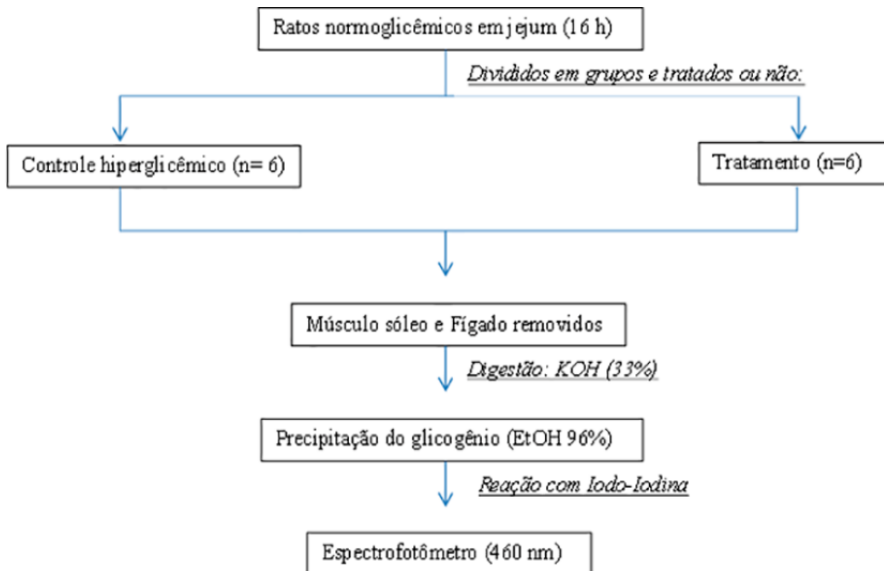 Ratos normoglicêmicos em jejum (16 h)
Divididos em grupos e tratados ou não:
Controle hiperglicêmico (n= 6)
Tratamento (n=6)
Músculo sóleo e Fígado removidos
Digestão: KOH (33%)
Precipitação do glicogênio (EtOH 96%)
Reação com Iodo-Iodina
Espectrofotômetro (460 nm)